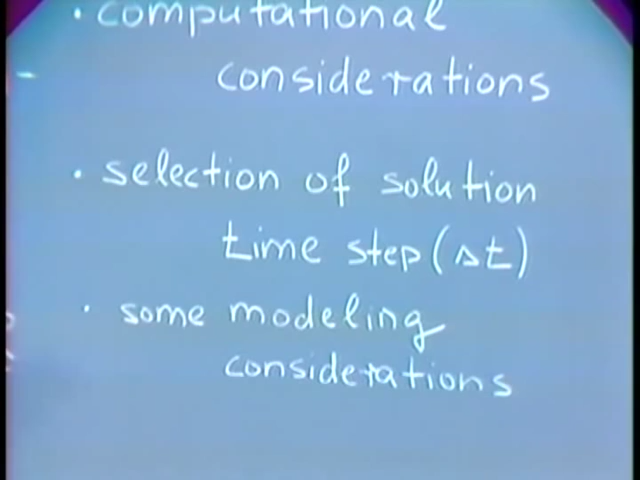 · computational
considerations
· selection of solution
time step (Δt)
· some modeling
considerations